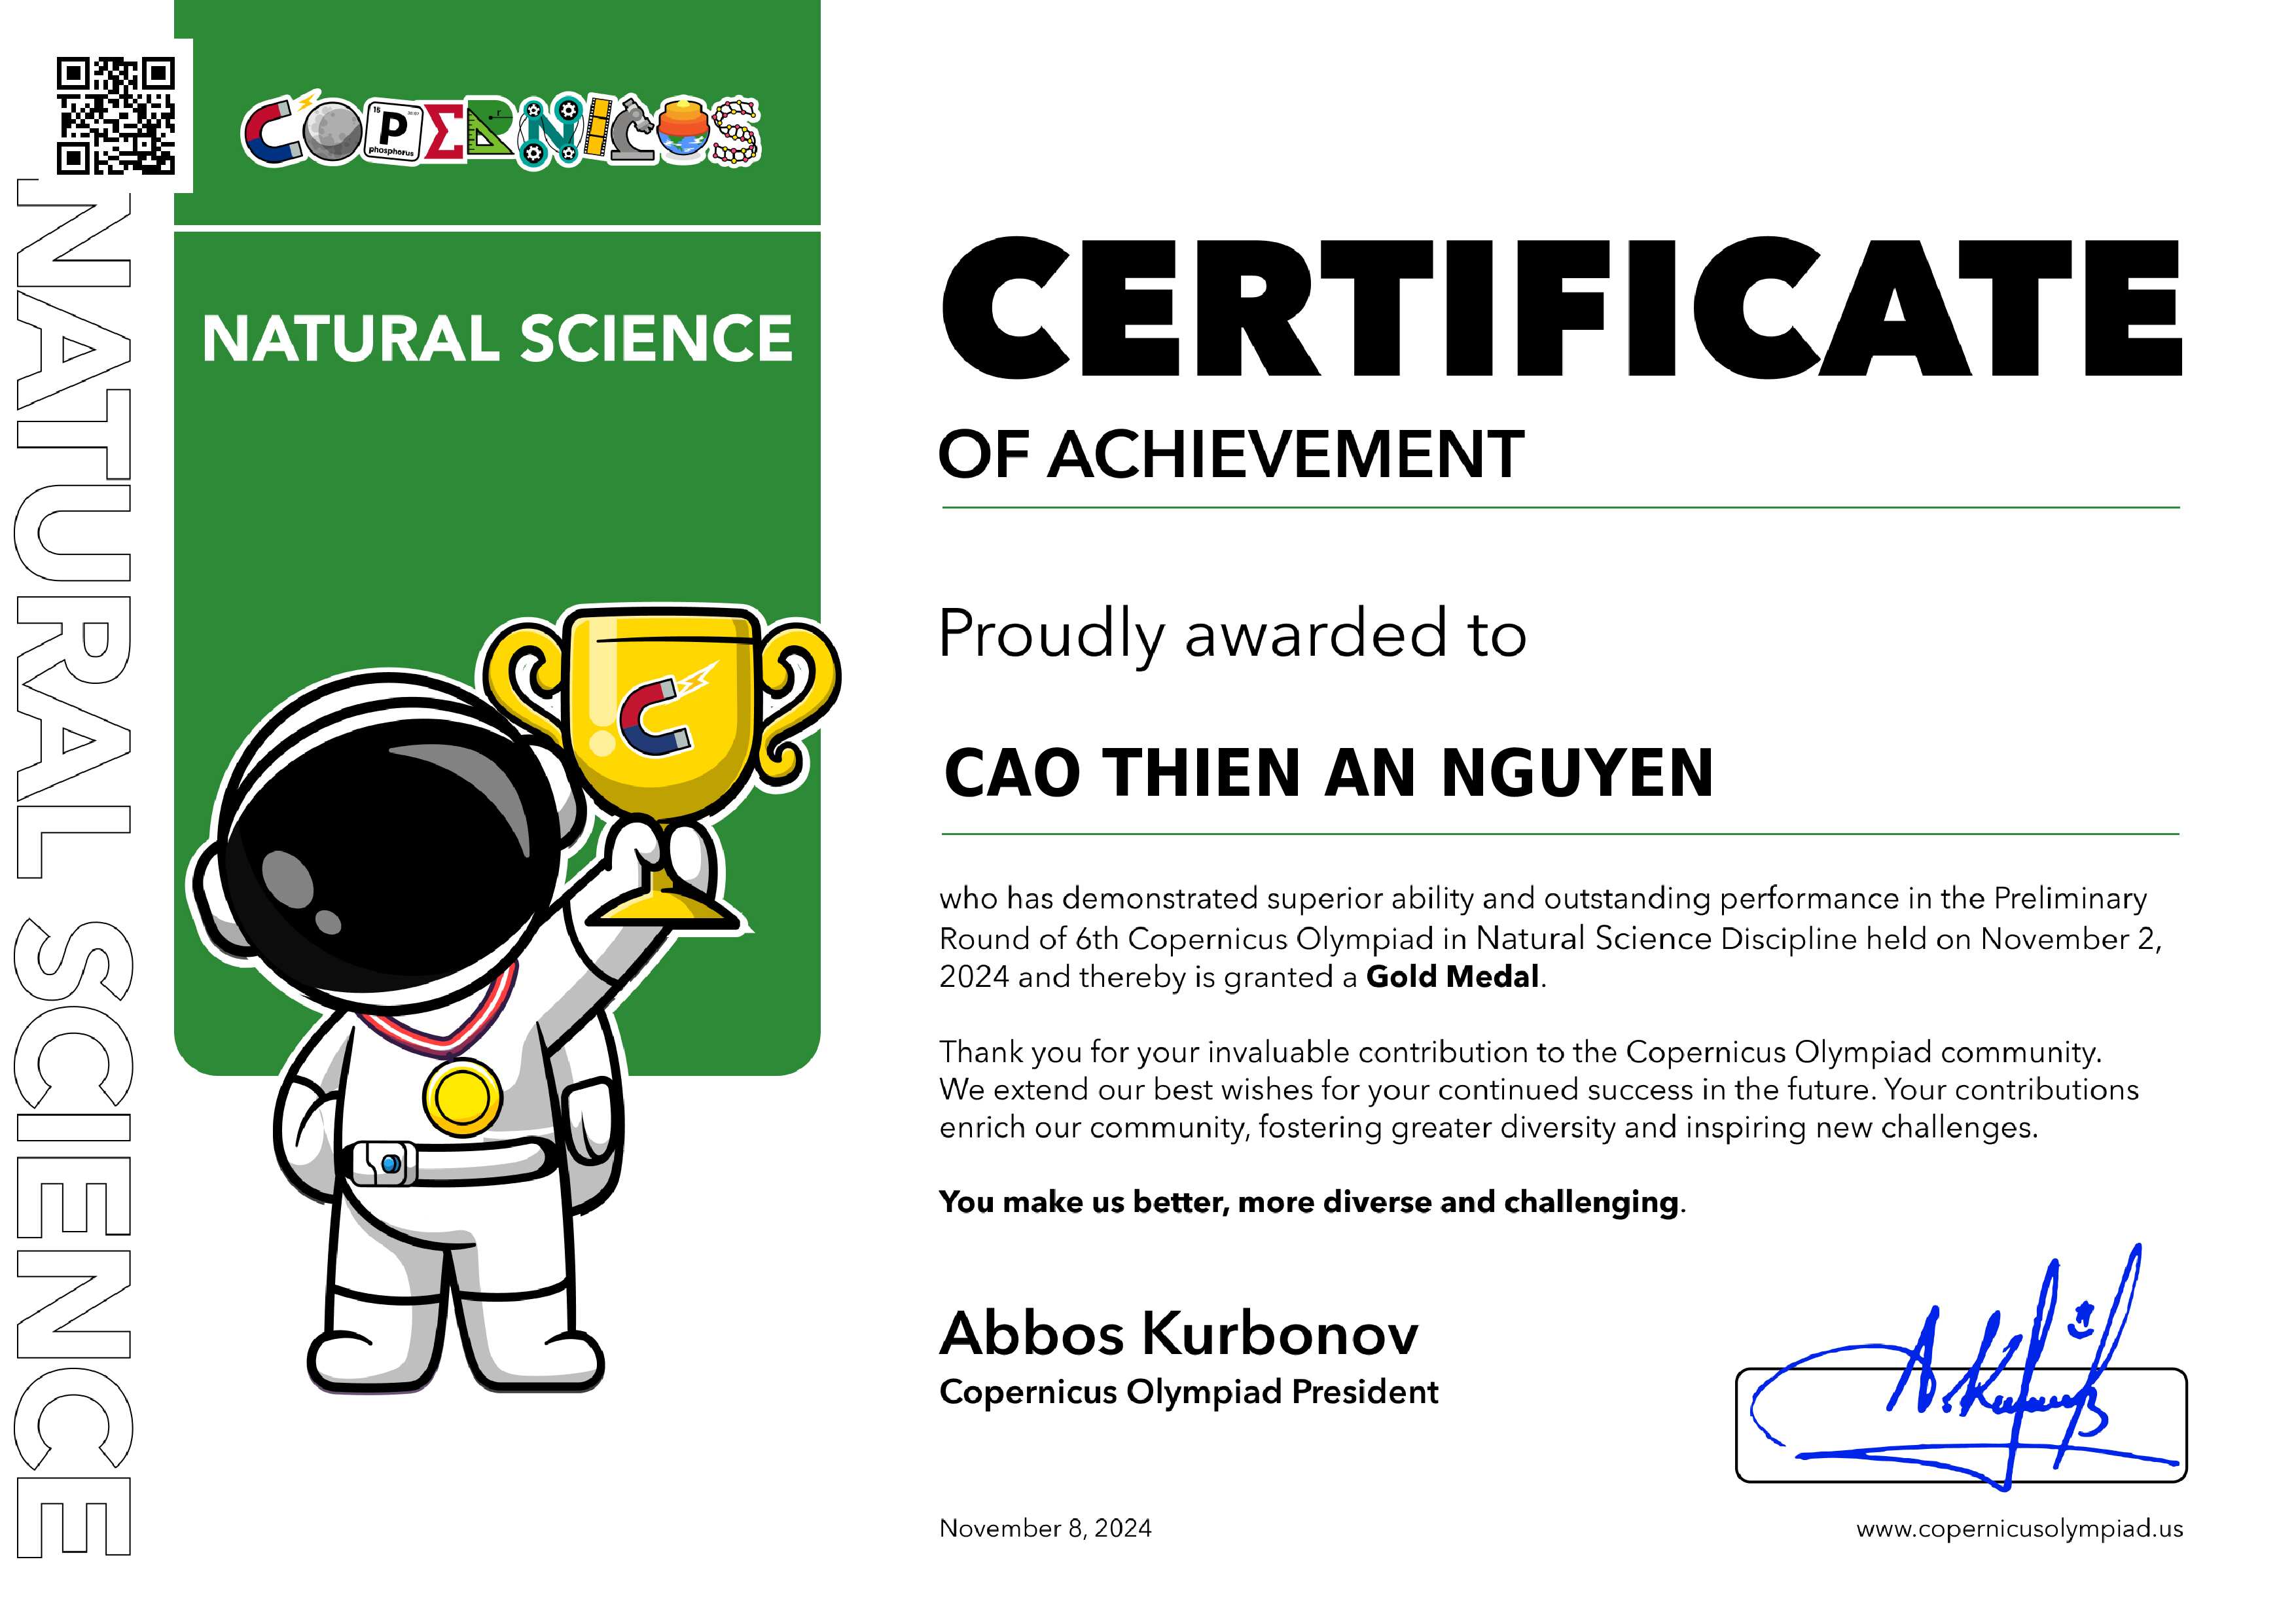 COPERNICOS
15
P
phosphorus
NATURAL SCIENCE
NATURAL SCIENCE
CERTIFICATE
OF ACHIEVEMENT
Proudly awarded to
CAO THIEN AN NGUYEN
who has demonstrated superior ability and outstanding performance in the Preliminary
Round of 6th Copernicus Olympiad in Natural Science Discipline held on November 2,
2024 and thereby is granted a Gold Medal.
Thank you for your invaluable contribution to the Copernicus Olympiad community.
We extend our best wishes for your continued success in the future. Your contributions
enrich our community, fostering greater diversity and inspiring new challenges.
You make us better, more diverse and challenging.
Abbos Kurbonov
Copernicus Olympiad President
November 8, 2024
www.copernicusolympiad.us